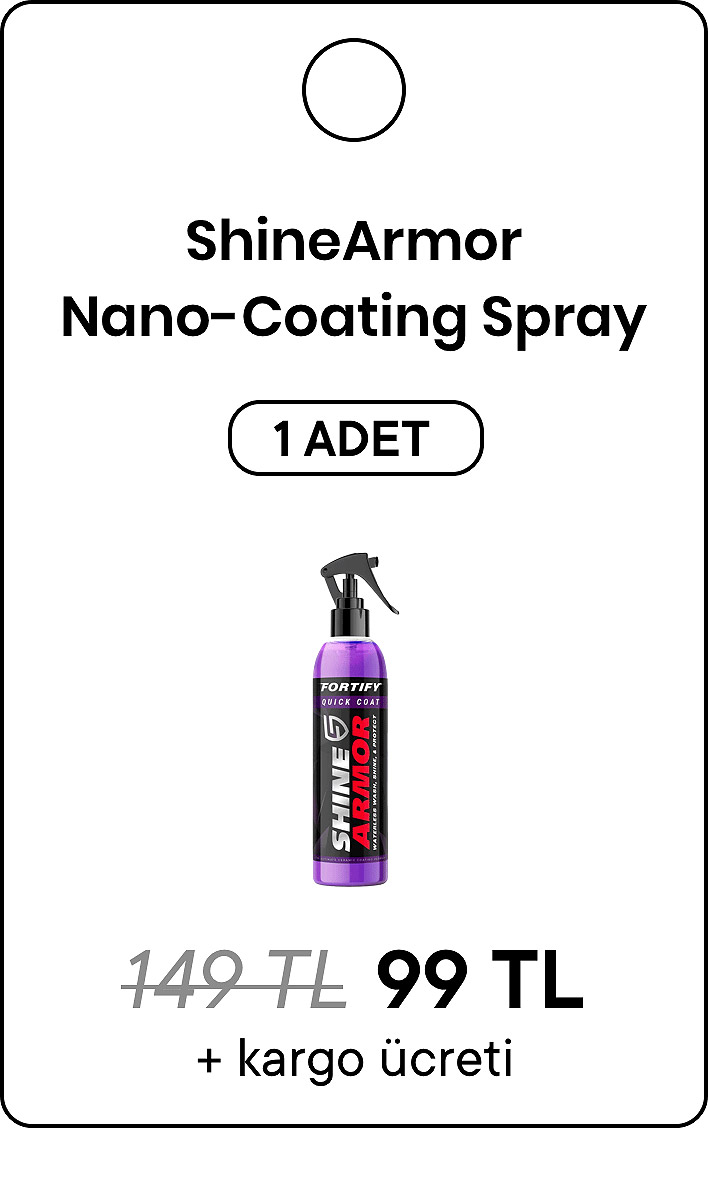 ShineArmor
Nano-Coating Spray
1 ADET
FORTIFY
QUICK COAT
SHINE
ARMOR
WATERLESS WASH, SHINE, & PROTECT
149 TL 99 TL
+ kargo ücreti